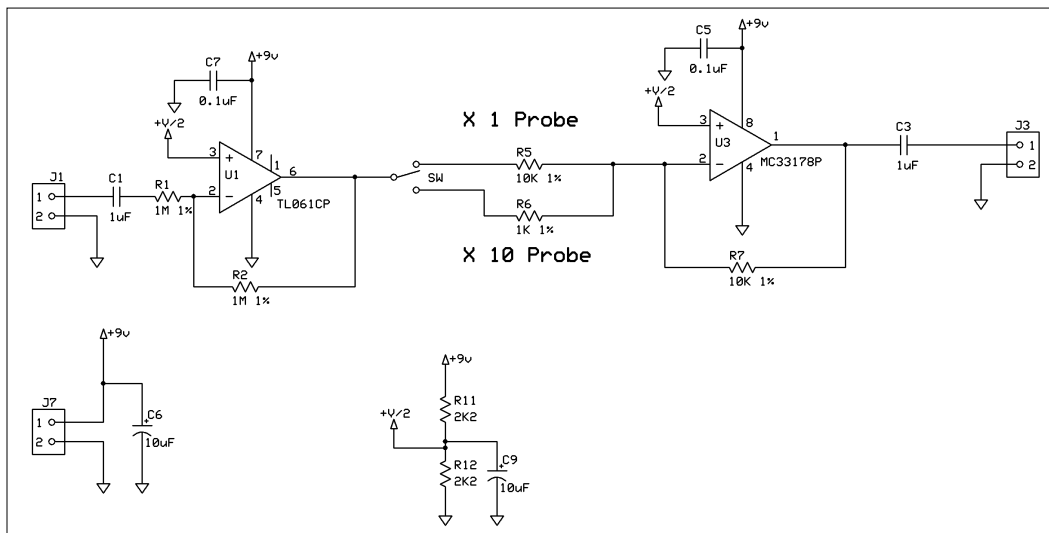 +9v
C7
0.1uF
+V/2
3
+
7
1
U1
6
2
-
5
4
TL061CP
J1
1
2
C1
1uF
R1
1M 1%
R2
1M 1%
X 1 Probe
SW
R5
10K 1%
R6
1K 1%
X 10 Probe
+9v
C5
0.1uF
+V/2
3
+
8
U3
1
2
-
4
MC33178P
R7
10K 1%
C3
1uF
J3
1
2
+9v
J7
1
2
+
C6
10uF
+9v
R11
2K2
+V/2
R12
2K2
+
C9
10uF